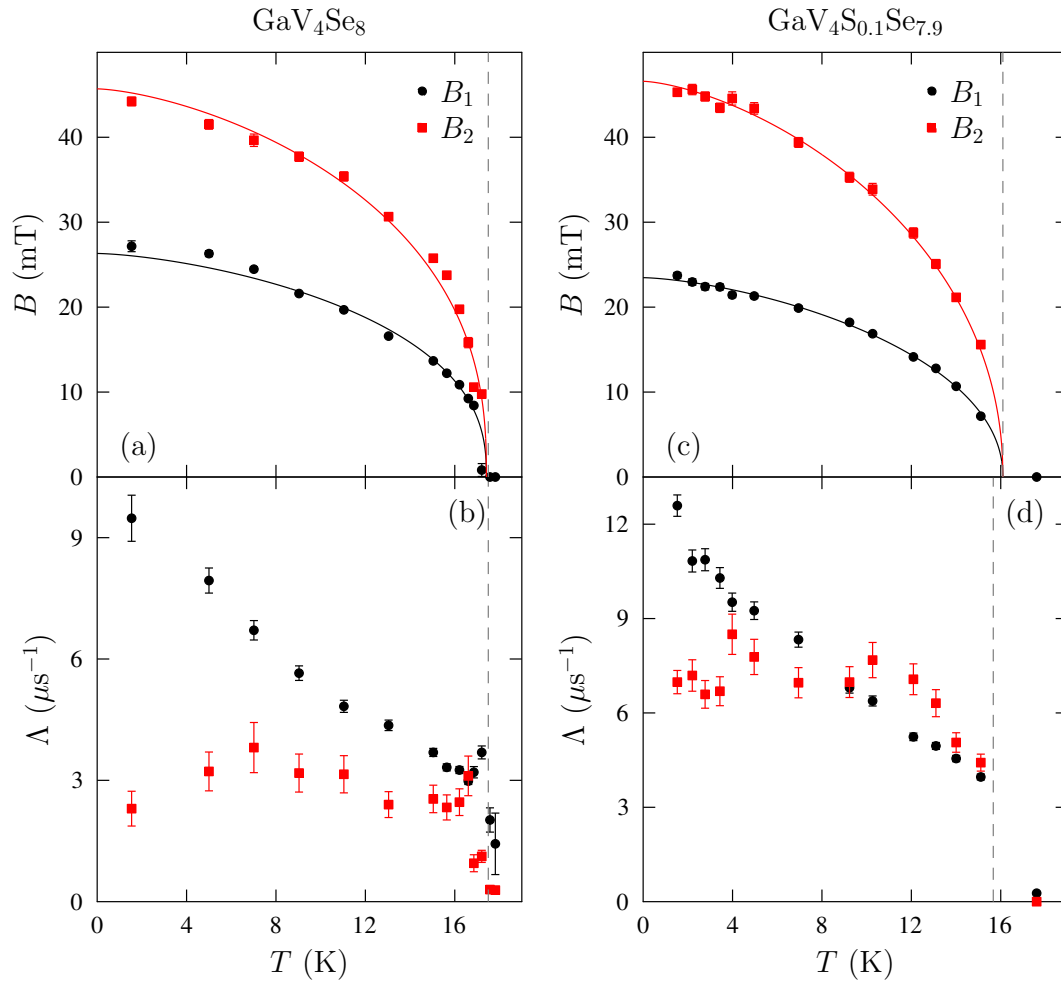 GaV₄Se₈
GaV₄S₀.₁Se₇.₉
B (mT)
0
10
20
30
40
B₁
B₂
(a)
B (mT)
0
10
20
30
40
B₁
B₂
(c)
Λ (μs⁻¹)
0
3
6
9
(b)
0
4
8
12
16
T (K)
Λ (μs⁻¹)
0
3
6
9
12
(d)
0
4
8
12
16
T (K)